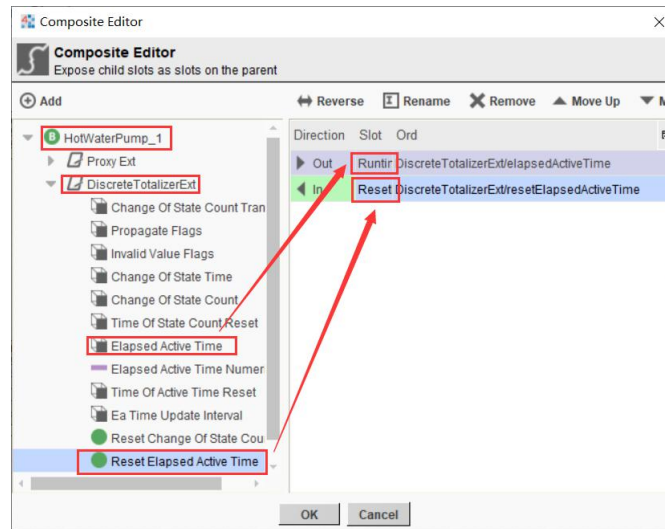 Composite Editor
Composite Editor
Expose child slots as slots on the parent
Add
Reverse Rename Remove Move Up
HotWaterPump_1
Proxy Ext
DiscreteTotalizerExt
Change Of State Count Tran
Propagate Flags
Invalid Value Flags
Change Of State Time
Change Of State Count
Time Of State Count Reset
Elapsed Active Time
Elapsed Active Time Numer
Time Of Active Time Reset
Ea Time Update Interval
Reset Change Of State Cou
Reset Elapsed Active Time
Direction Slot Ord
Out Runtir DiscreteTotalizerExt/elapsedActiveTime
In Reset DiscreteTotalizerExt/resetElapsedActiveTime
OK Cancel